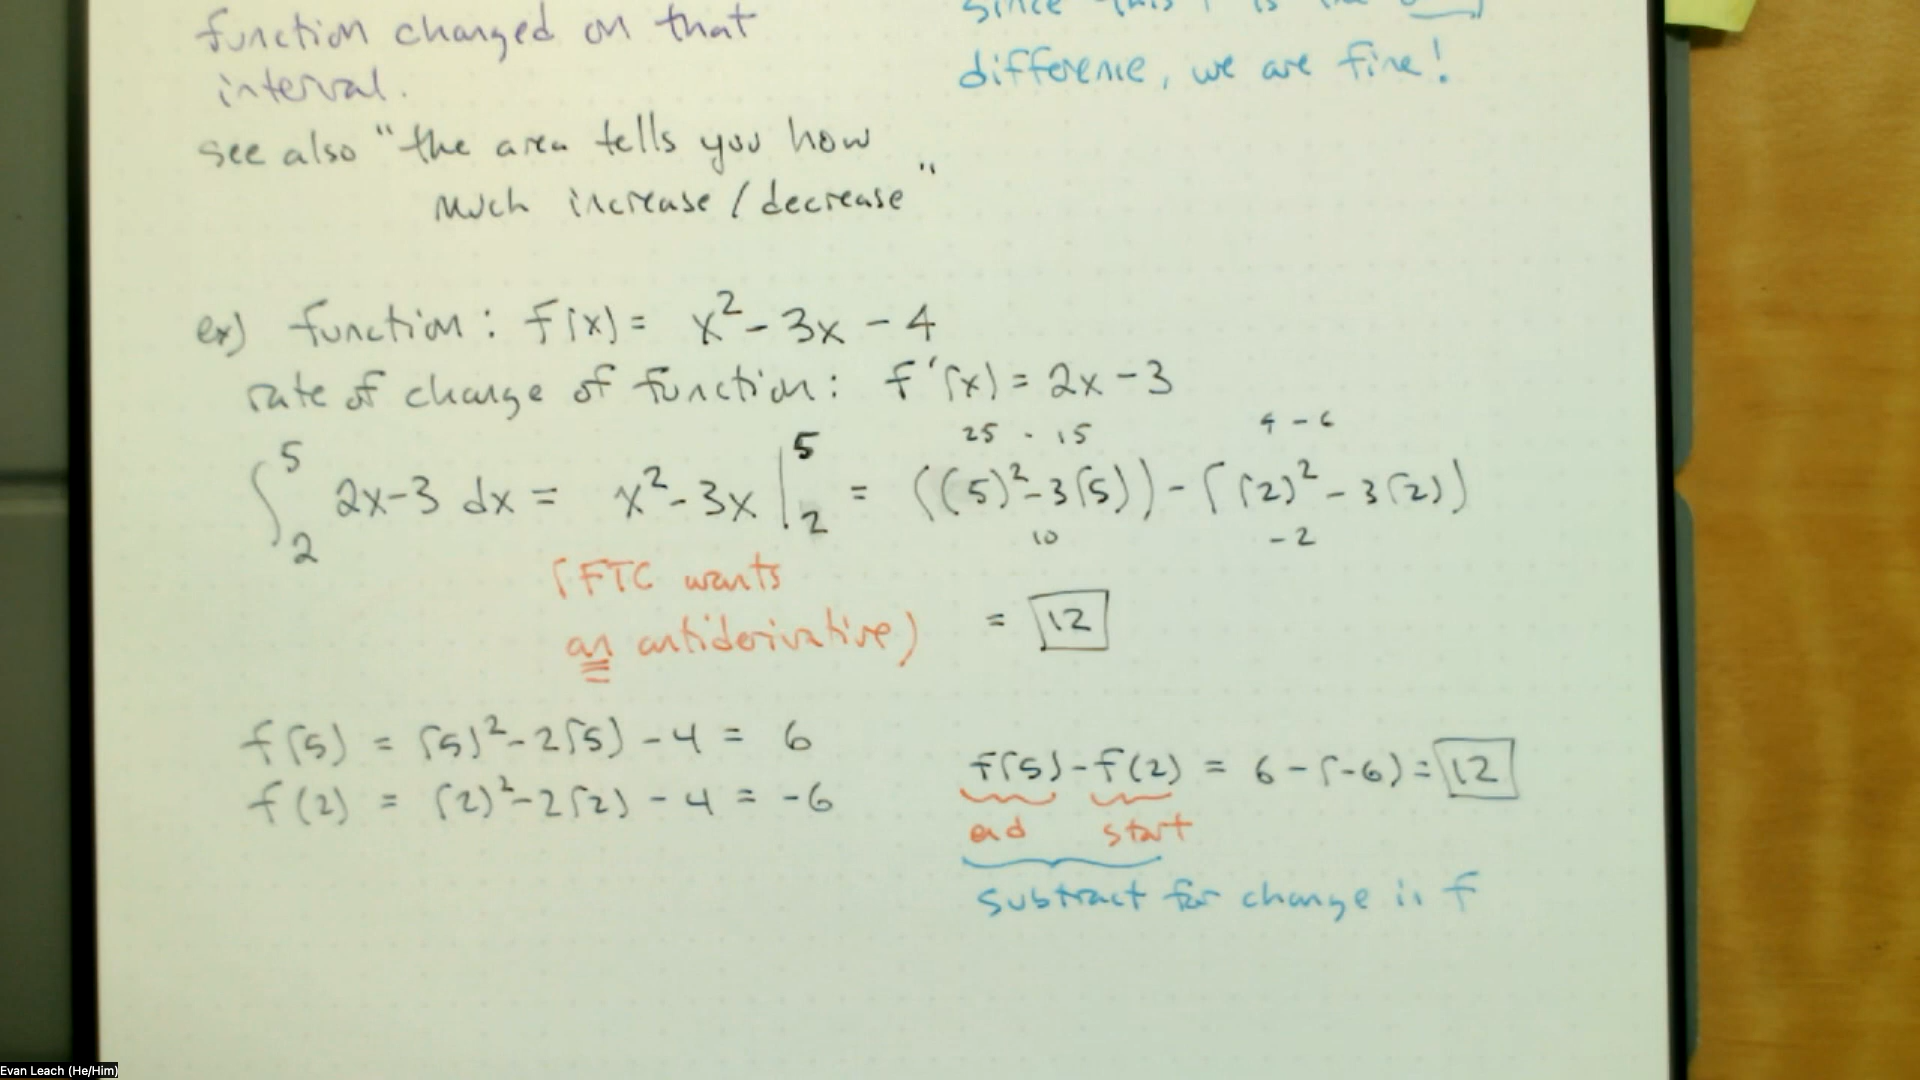 function changed on that
interval.
see also "the area tells you how
much increase / decrease"
difference, we are fine!
ex) function: f(x) = x² - 3x - 4
rate of change of function: f'(x) = 2x - 3
25 - 15 4 - 6
∫₂⁵ 2x-3 dx = x²-3x |₂⁵ = ((5)²-3(5)) - ((2)²-3(2))
10 -2
(FTC wants
an antiderivative)
= 12
f(5) = (5)²-2(5) - 4 = 6
f(2) = (2)²-2(2) - 4 = -6
f(5)-f(2) = 6-(-6) = 12
end start
subtract for change in f
Evan Leach (He/Him)